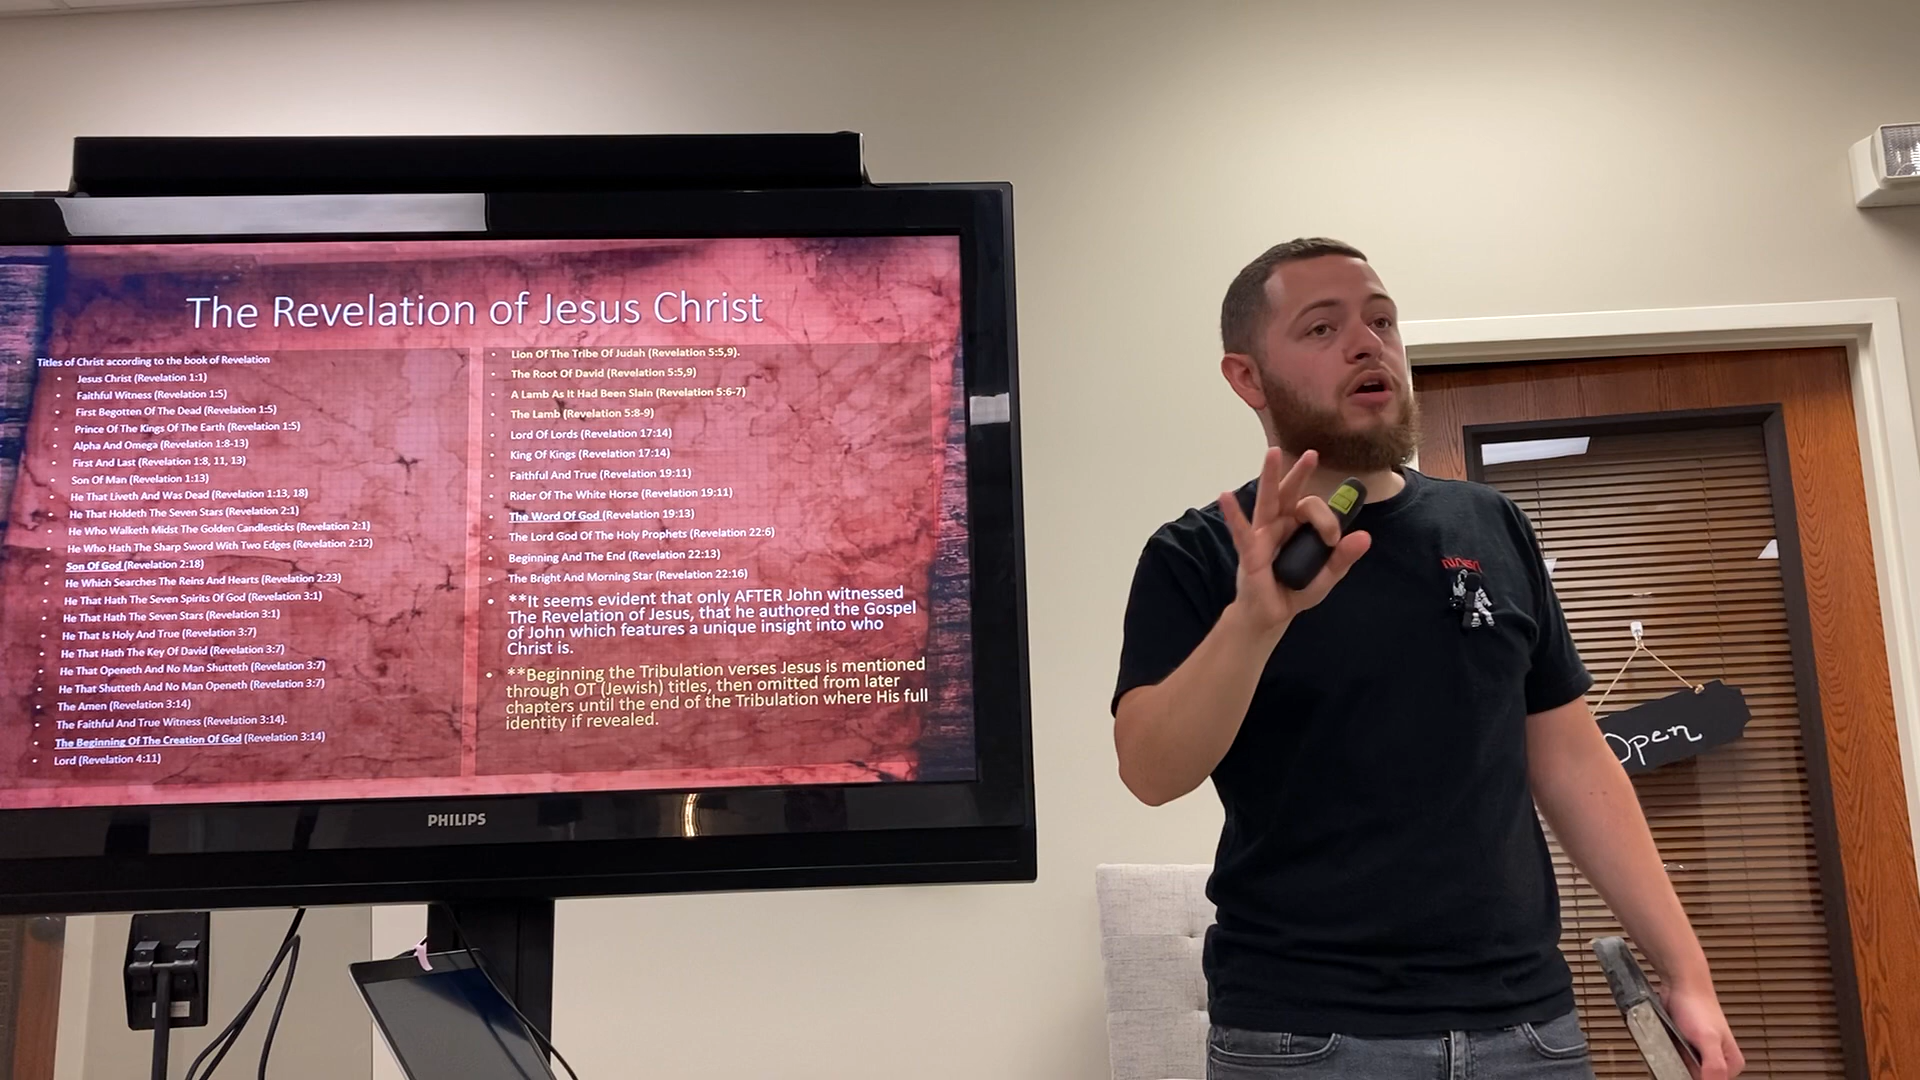 The Revelation of Jesus Christ
Titles of Christ according to the book of Revelation
Jesus Christ (Revelation 1:1)
Faithful Witness (Revelation 1:5)
First Begotten Of The Dead (Revelation 1:5)
Prince Of The Kings Of The Earth (Revelation 1:5)
Alpha And Omega (Revelation 1:8-13)
First And Last (Revelation 1:8, 11, 13)
Son Of Man (Revelation 1:13)
He That Liveth And Was Dead (Revelation 1:13, 18)
He That Holdeth The Seven Stars (Revelation 2:1)
He Who Walketh Midst The Golden Candlesticks (Revelation 2:1)
He Who Hath The Sharp Sword With Two Edges (Revelation 2:12)
Son Of God (Revelation 2:18)
He Which Searches The Reins And Hearts (Revelation 2:23)
He That Hath The Seven Spirits Of God (Revelation 3:1)
He That Hath The Seven Stars (Revelation 3:1)
He That Is Holy And True (Revelation 3:7)
He That Hath The Key Of David (Revelation 3:7)
He That Openeth And No Man Shutteth (Revelation 3:7)
He That Shutteth And No Man Openeth (Revelation 3:7)
The Amen (Revelation 3:14)
The Faithful And True Witness (Revelation 3:14).
The Beginning Of The Creation Of God (Revelation 3:14)
Lord (Revelation 4:11)
Lion Of The Tribe Of Judah (Revelation 5:5,9).
The Root Of David (Revelation 5:5,9)
A Lamb As It Had Been Slain (Revelation 5:6-7)
The Lamb (Revelation 5:8-9)
Lord Of Lords (Revelation 17:14)
King Of Kings (Revelation 17:14)
Faithful And True (Revelation 19:11)
Rider Of The White Horse (Revelation 19:11)
The Word Of God (Revelation 19:13)
The Lord God Of The Holy Prophets (Revelation 22:6)
Beginning And The End (Revelation 22:13)
The Bright And Morning Star (Revelation 22:16)
**It seems evident that only AFTER John witnessed
The Revelation of Jesus, that he authored the Gospel
of John which features a unique insight into who
Christ is.
**Beginning the Tribulation verses Jesus is mentioned
through OT (Jewish) titles, then omitted from later
chapters until the end of the Tribulation where His full
identity if revealed.
PHILIPS
Open